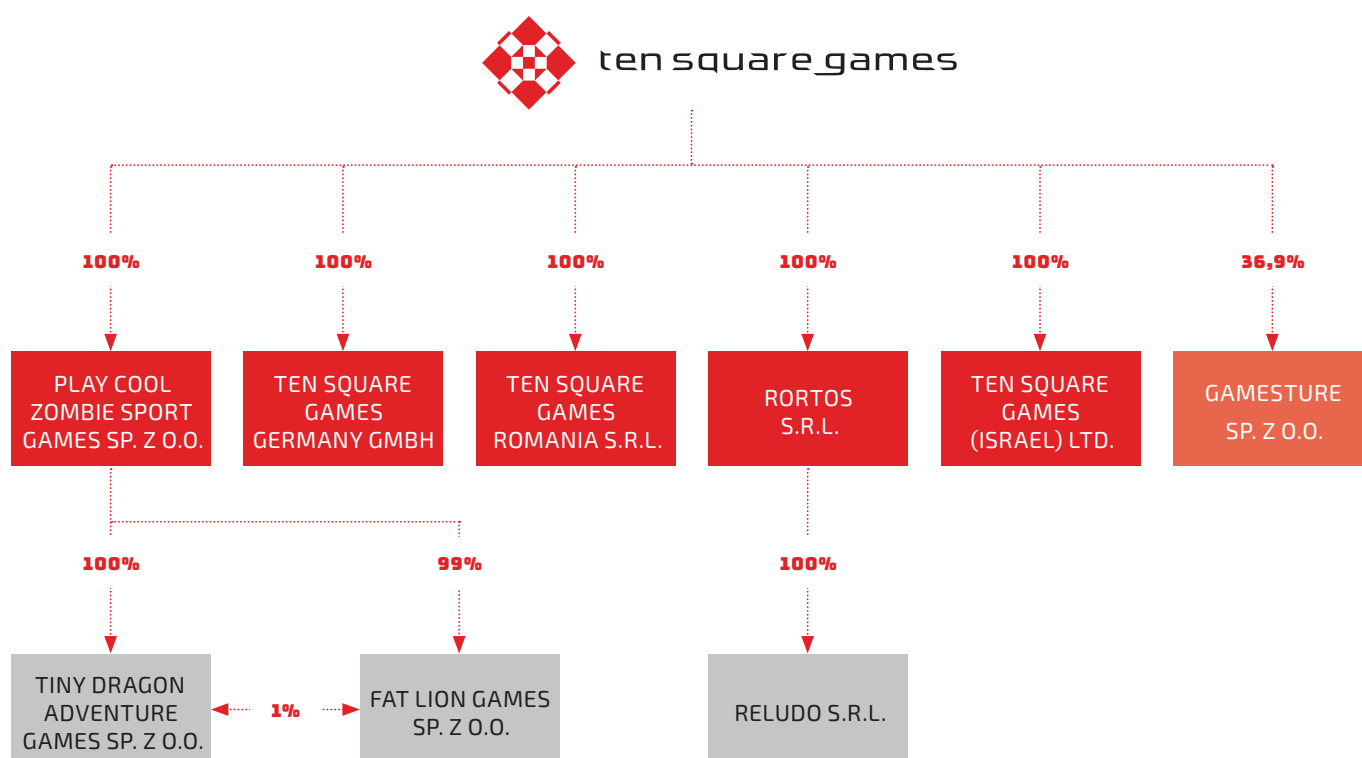 ten square games
100%
100%
100%
100%
100%
36,9%
PLAY COOL
ZOMBIE SPORT
GAMES SP. Z O.O.
TEN SQUARE
GAMES
GERMANY GMBH
TEN SQUARE
GAMES
ROMANIA S.R.L.
RORTOS
S.R.L.
TEN SQUARE
GAMES
(ISRAEL) LTD.
GAMESTURE
SP. Z O.O.
100%
99%
100%
TINY DRAGON
ADVENTURE
GAMES SP. Z O.O.
1%
FAT LION GAMES
SP. Z O.O.
RELUDO S.R.L.